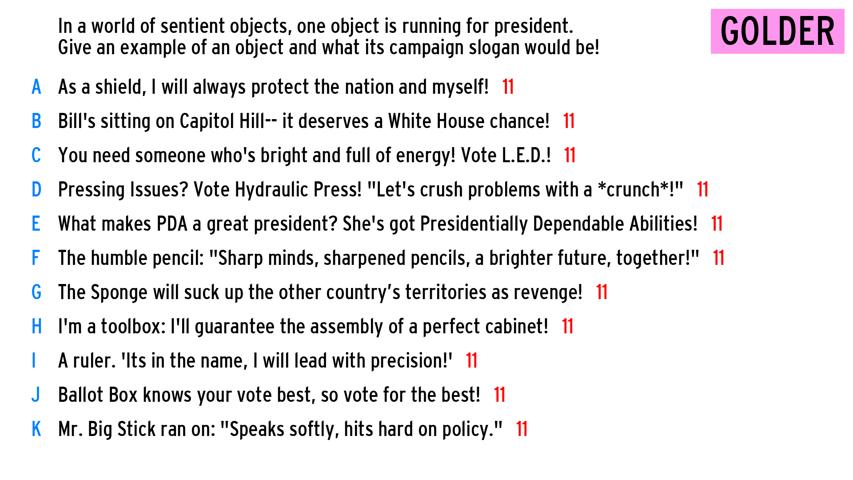 In a world of sentient objects, one object is running for president.
Give an example of an object and what its campaign slogan would be!
GOLDER
A As a shield, I will always protect the nation and myself! 11
B Bill's sitting on Capitol Hill-- it deserves a White House chance! 11
C You need someone who's bright and full of energy! Vote L.E.D.! 11
D Pressing Issues? Vote Hydraulic Press! "Let's crush problems with a *crunch*!" 11
E What makes PDA a great president? She's got Presidentially Dependable Abilities! 11
F The humble pencil: "Sharp minds, sharpened pencils, a brighter future, together!" 11
G The Sponge will suck up the other country’s territories as revenge! 11
H I'm a toolbox: I'll guarantee the assembly of a perfect cabinet! 11
I A ruler. 'Its in the name, I will lead with precision!' 11
J Ballot Box knows your vote best, so vote for the best! 11
K Mr. Big Stick ran on: "Speaks softly, hits hard on policy." 11